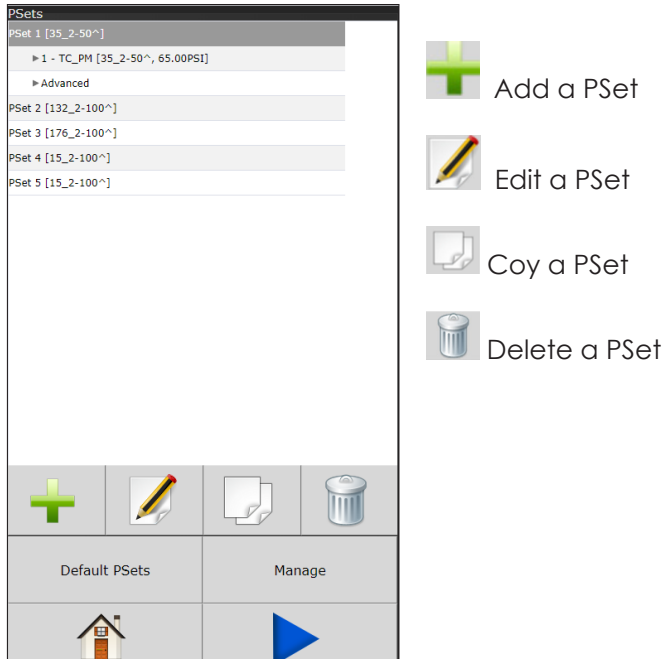 PSets
PSet 1 [35_2-50^]
▶1 - TC_PM [35_2-50^, 65.00PSI]
▶Advanced
PSet 2 [132_2-100^]
PSet 3 [176_2-100^]
PSet 4 [15_2-100^]
PSet 5 [15_2-100^]
Default PSets
Manage
Add a PSet
Edit a PSet
Coy a PSet
Delete a PSet